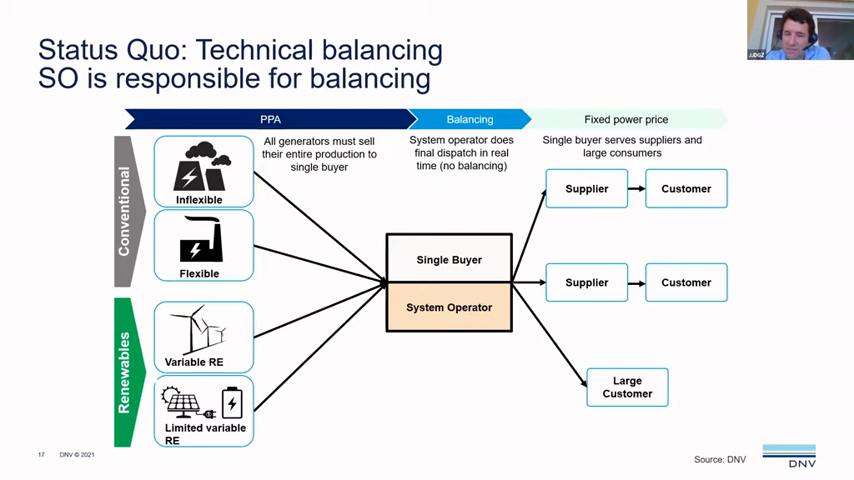 Status Quo: Technical balancing
SO is responsible for balancing
JJDGZ
PPA
Balancing
Fixed power price
All generators must sell
their entire production to
single buyer
System operator does
final dispatch in real
time (no balancing)
Single buyer serves suppliers and
large consumers
Conventional
Inflexible
Flexible
Renewables
Variable RE
Limited variable
RE
Single Buyer
System Operator
Supplier
Customer
Supplier
Customer
Large
Customer
17
DNV © 2021
Source: DNV
DNV